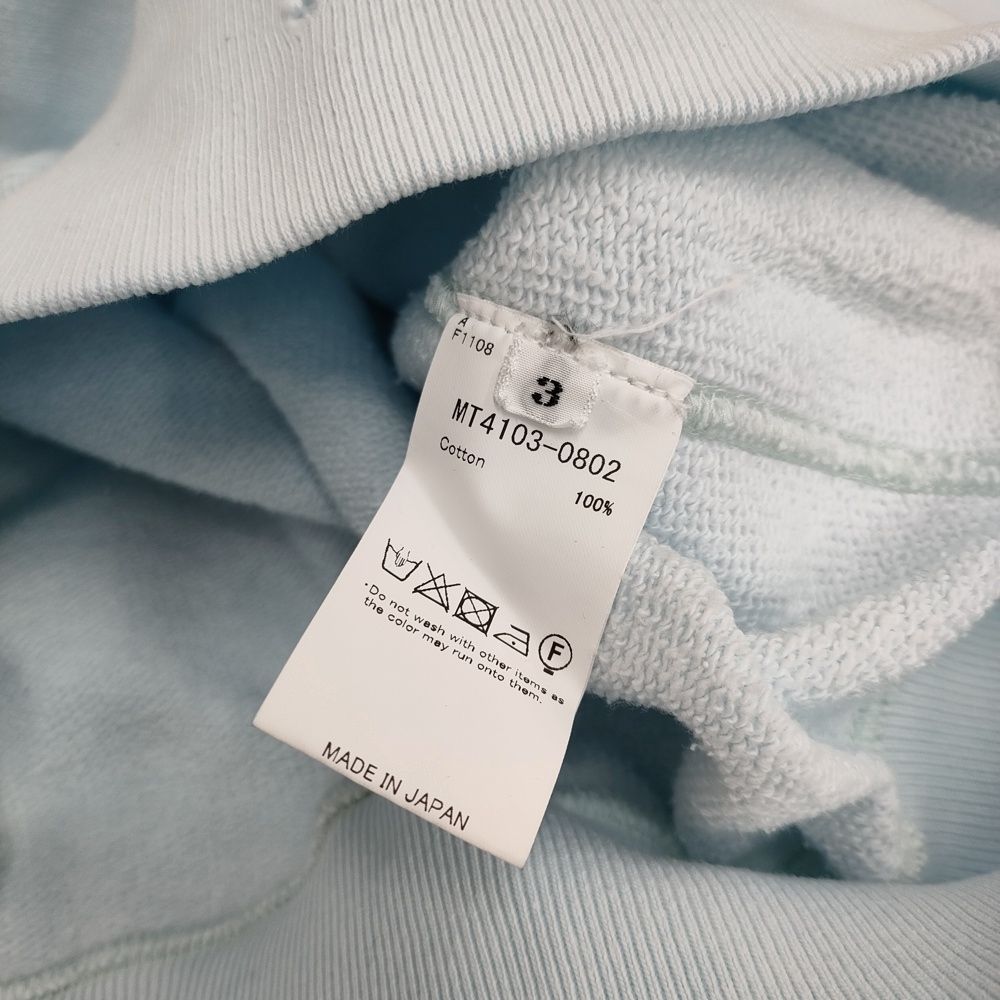 A
F1108
3
MT4103-0802
Cotton
100%
F
*Do not wash with other items as
the color may run onto them.
MADE IN JAPAN